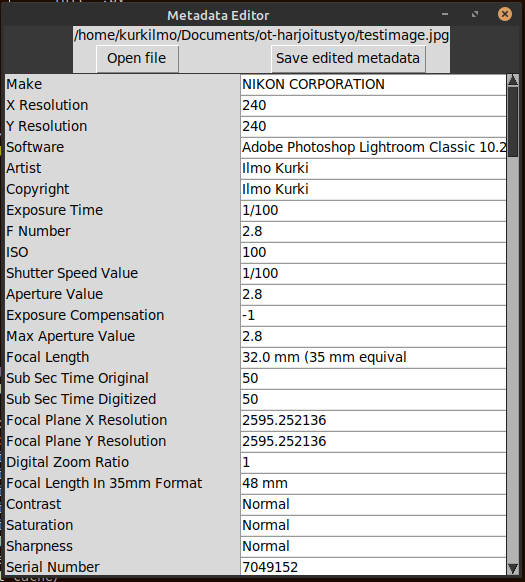 Metadata Editor
/home/kurkilmo/Documents/ot-harjoitustyo/testimage.jpg
Open file Save edited metadata
Make NIKON CORPORATION
X Resolution 240
Y Resolution 240
Software Adobe Photoshop Lightroom Classic 10.2
Artist Ilmo Kurki
Copyright Ilmo Kurki
Exposure Time 1/100
F Number 2.8
ISO 100
Shutter Speed Value 1/100
Aperture Value 2.8
Exposure Compensation -1
Max Aperture Value 2.8
Focal Length 32.0 mm (35 mm equival
Sub Sec Time Original 50
Sub Sec Time Digitized 50
Focal Plane X Resolution 2595.252136
Focal Plane Y Resolution 2595.252136
Digital Zoom Ratio 1
Focal Length In 35mm Format 48 mm
Contrast Normal
Saturation Normal
Sharpness Normal
Serial Number 7049152